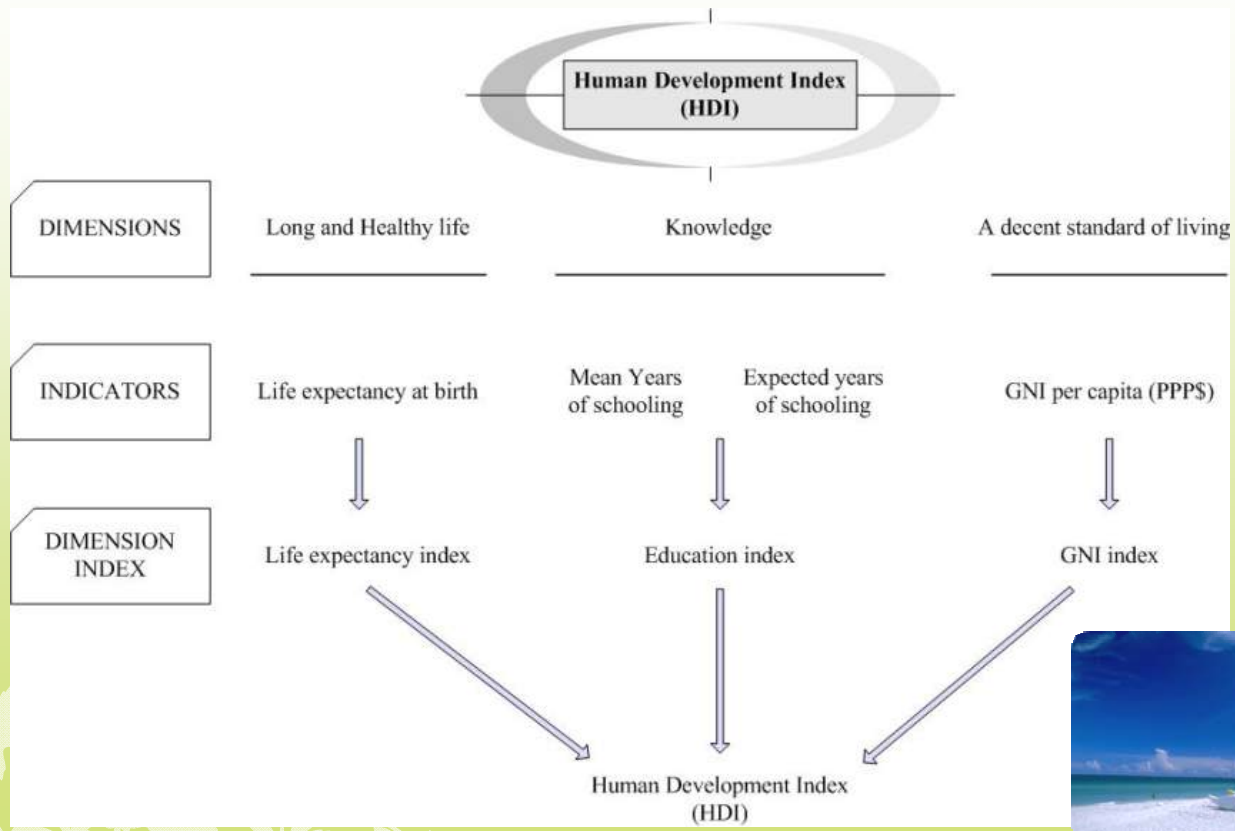 Human Development Index
(HDI)
DIMENSIONS
Long and Healthy life
Knowledge
A decent standard of living
INDICATORS
Life expectancy at birth
Mean Years
of schooling
Expected years
of schooling
GNI per capita (PPP$)
DIMENSION
INDEX
Life expectancy index
Education index
GNI index
Human Development Index
(HDI)